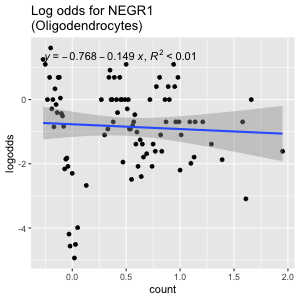 Log odds for NEGR1
(Oligodendrocytes)
y = −0.768 − 0.149 x, R² < 0.01
logodds
0
-2
-4
0.0 0.5 1.0 1.5 2.0
count